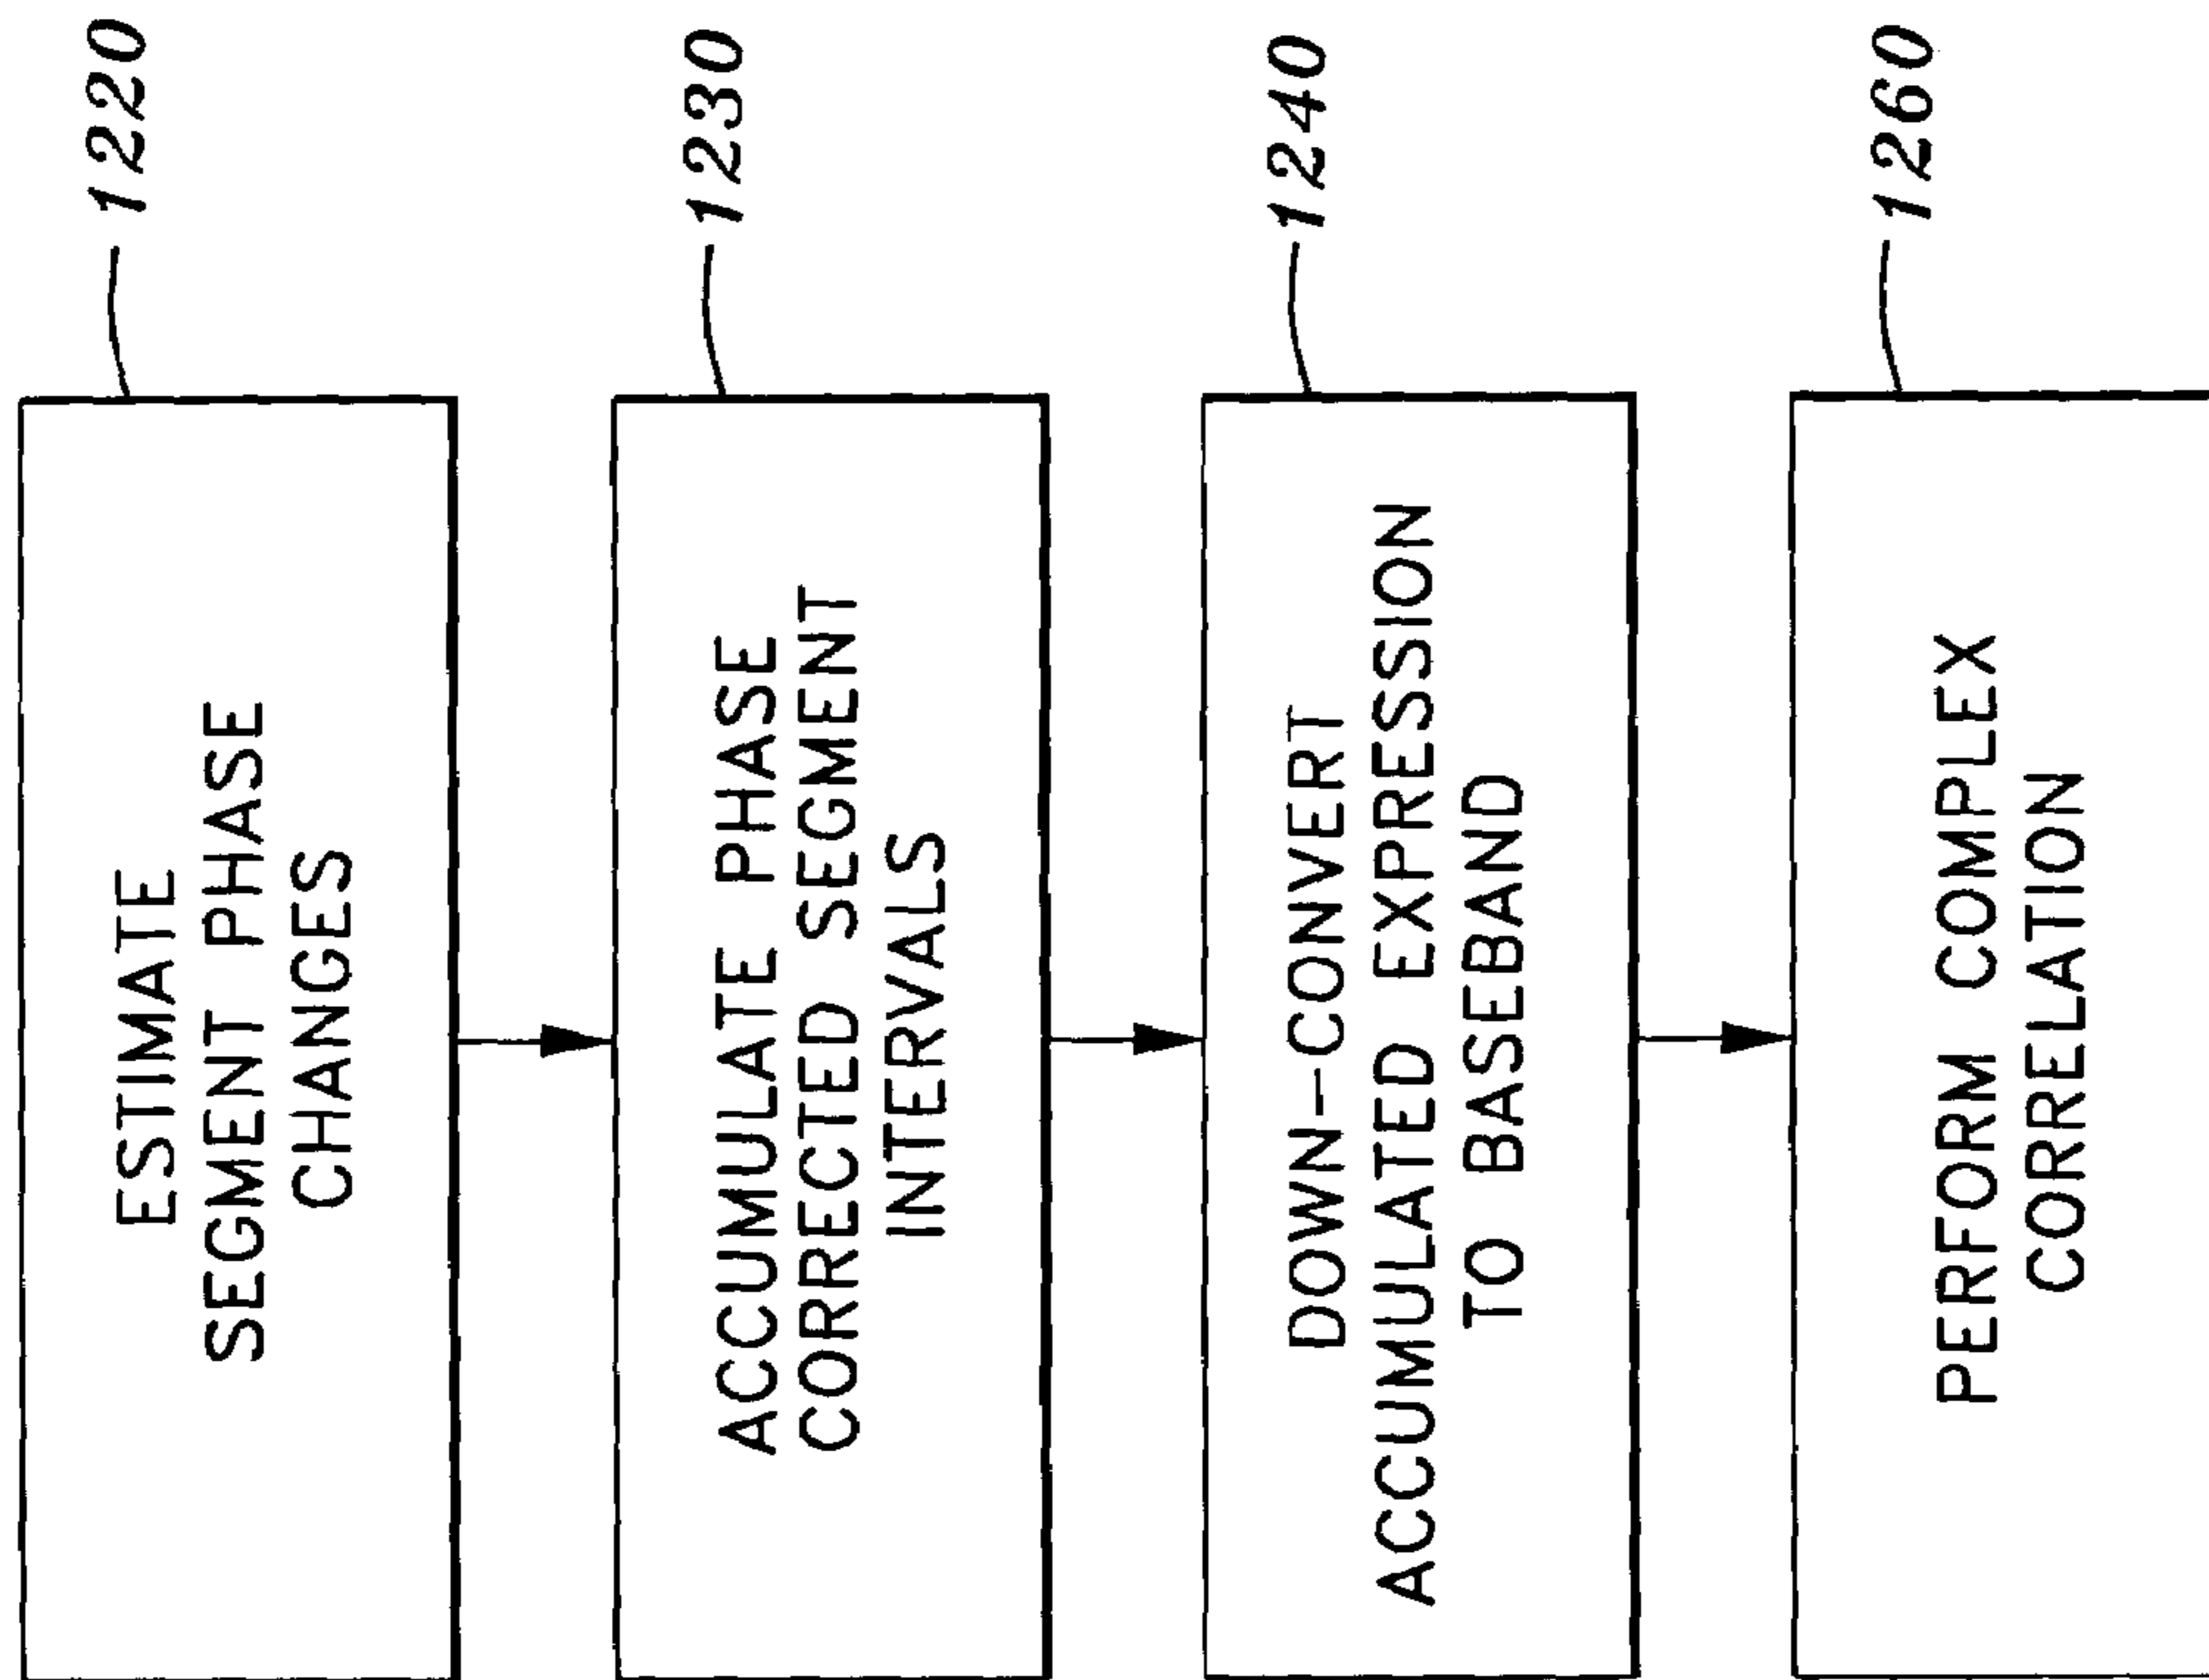 1220
ESTIMATE
SEGMENT PHASE
CHANGES
1230
ACCUMULATE PHASE
CORRECTED SEGMENT
INTERVALS
1240
DOWN-CONVERT
ACCUMULATED EXPRESSION
TO BASEBAND
1260
PERFORM COMPLEX
CORRELATION